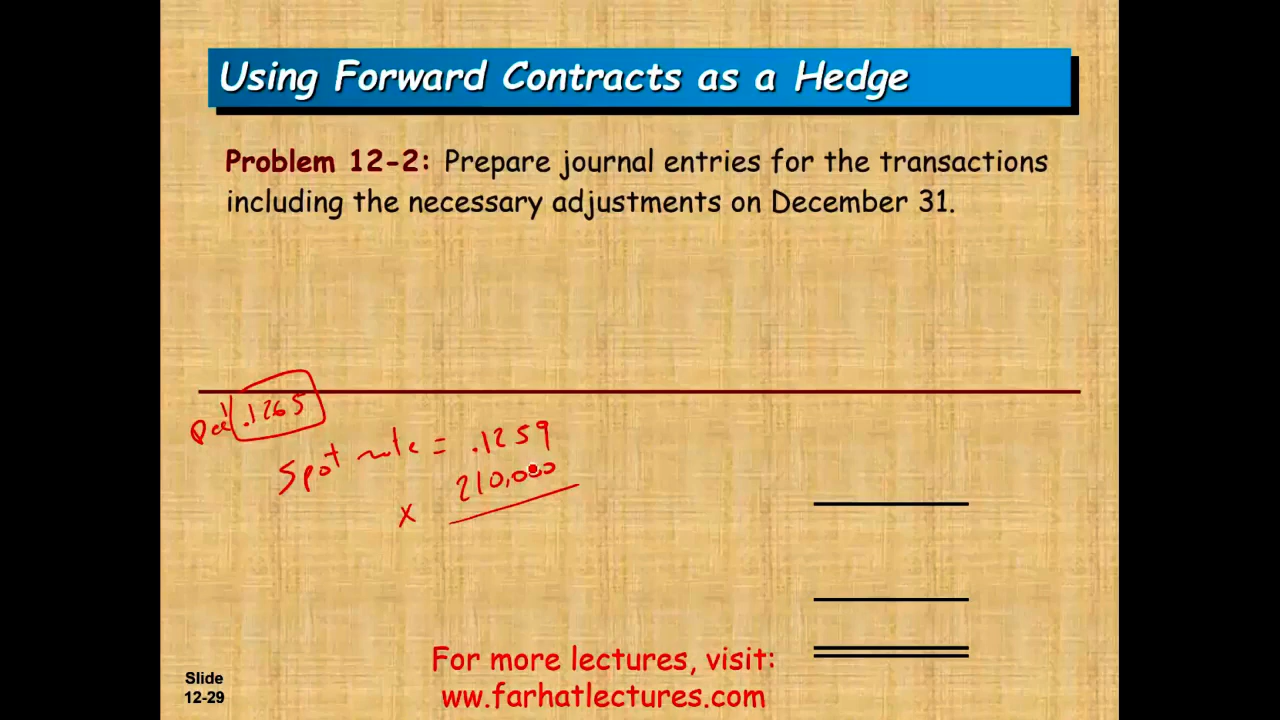 Using Forward Contracts as a Hedge
Problem 12-2: Prepare journal entries for the transactions
including the necessary adjustments on December 31.
.1265
Spot rate = .1259
x 210,000
For more lectures, visit:
www.farhatlectures.com
Slide
12-29